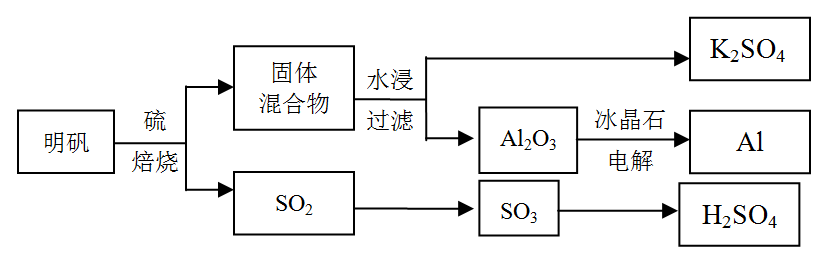 明矾
硫
焙烧
固体
混合物
水浸
过滤
K₂SO₄
Al₂O₃
冰晶石
电解
Al
SO₂
SO₃
H₂SO₄